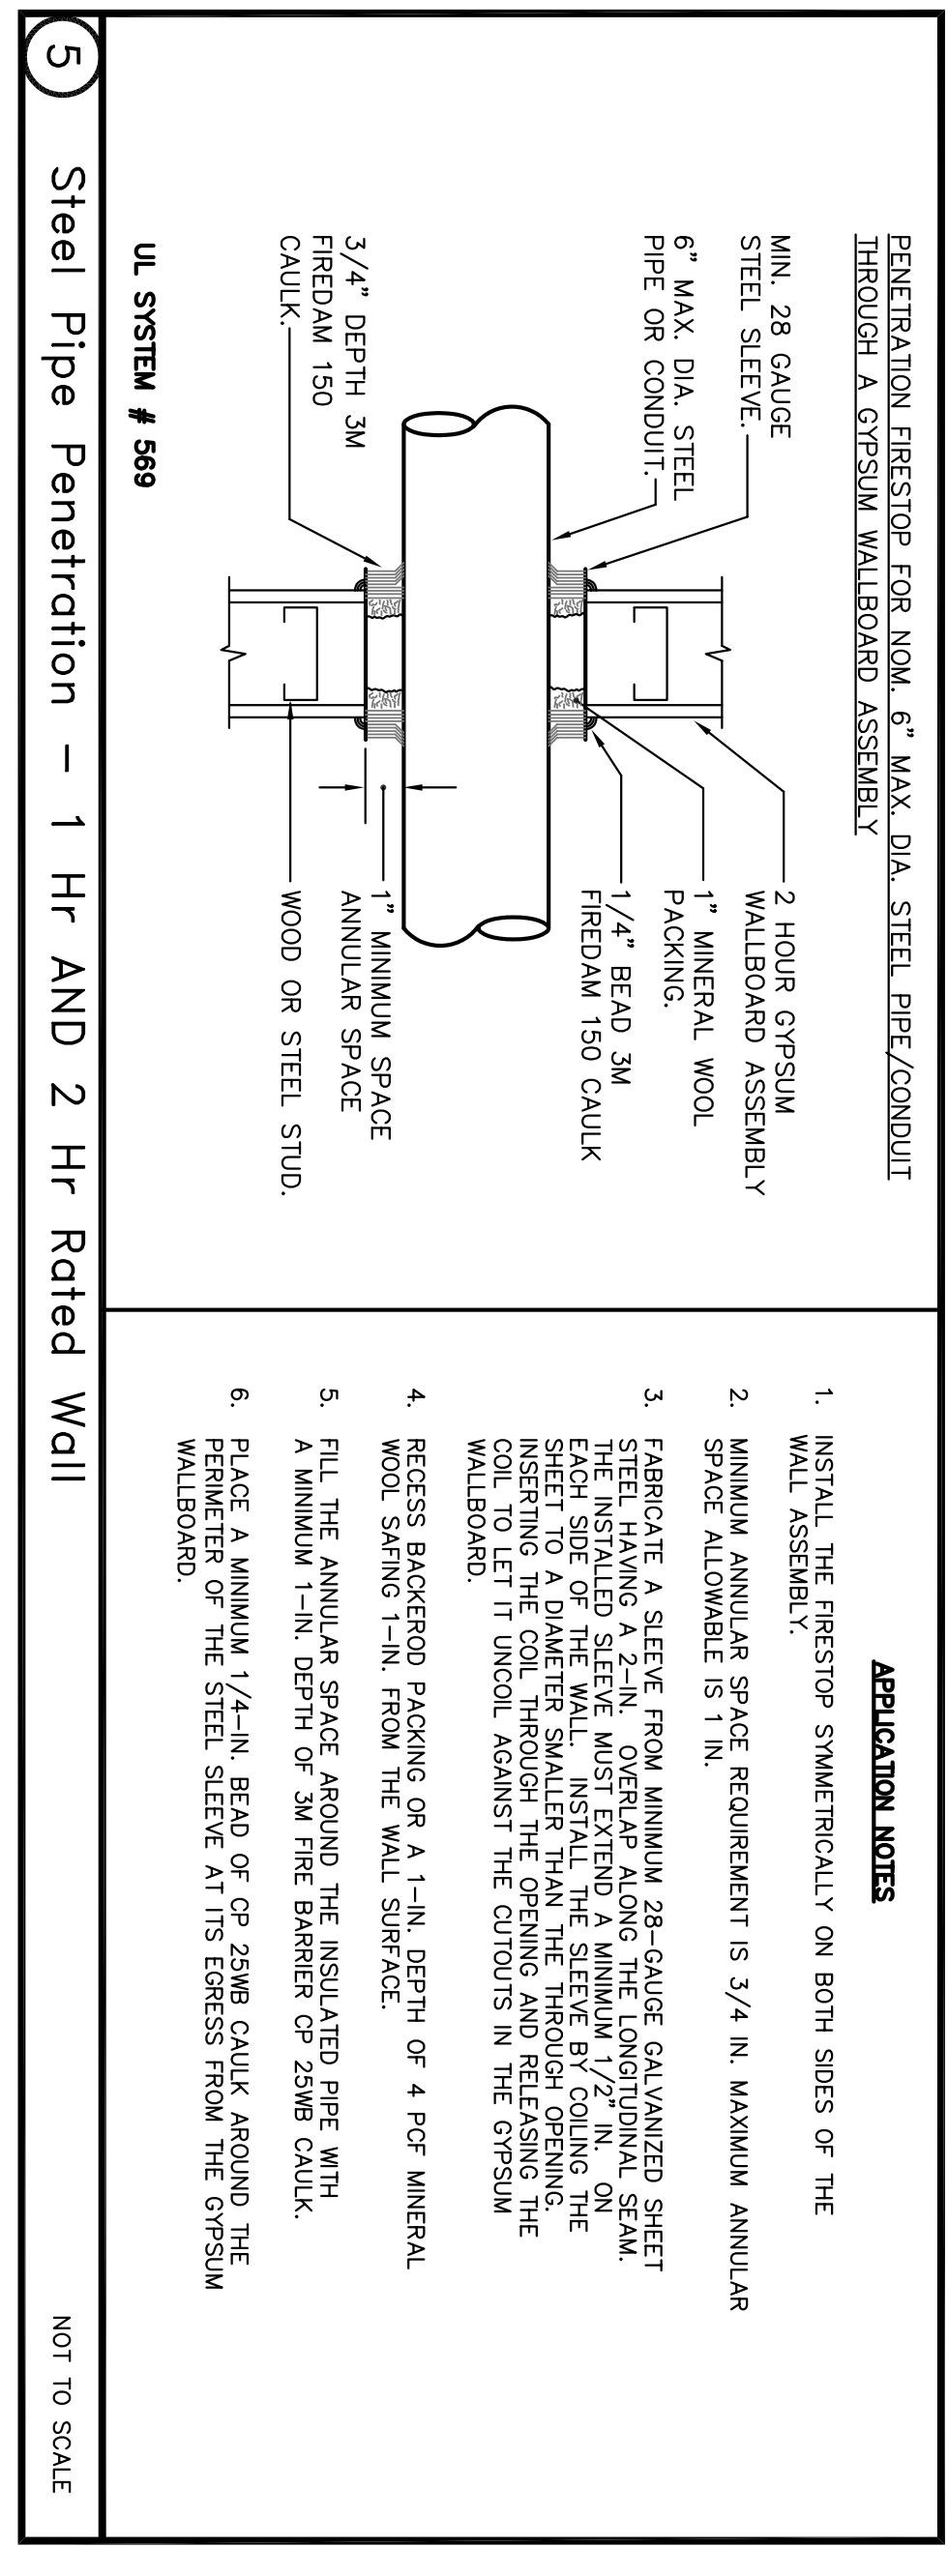 PENETRATION FIRESTOP FOR NOM. 6" MAX. DIA. STEEL PIPE/CONDUIT
THROUGH A GYPSUM WALLBOARD ASSEMBLY
MIN. 28 GAUGE
STEEL SLEEVE.
6" MAX. DIA. STEEL
PIPE OR CONDUIT.
3/4" DEPTH 3M
FIREDAM 150
CAULK.
2 HOUR GYPSUM
WALLBOARD ASSEMBLY
1" MINERAL WOOL
PACKING.
1/4" BEAD 3M
FIREDAM 150 CAULK
1" MINIMUM SPACE
ANNULAR SPACE
WOOD OR STEEL STUD.
UL SYSTEM # 569
APPLICATION NOTES
1. INSTALL THE FIRESTOP SYMMETRICALLY ON BOTH SIDES OF THE
WALL ASSEMBLY.
2. MINIMUM ANNULAR SPACE REQUIREMENT IS 3/4 IN. MAXIMUM ANNULAR
SPACE ALLOWABLE IS 1 IN.
3. FABRICATE A SLEEVE FROM MINIMUM 28-GAUGE GALVANIZED SHEET
STEEL HAVING A 2-IN. OVERLAP ALONG THE LONGITUDINAL SEAM.
THE INSTALLED SLEEVE MUST EXTEND A MINIMUM 1/2" IN. ON
EACH SIDE OF THE WALL. INSTALL THE SLEEVE BY COILING THE
SHEET TO A DIAMETER SMALLER THAN THE THROUGH OPENING.
INSERTING THE COIL THROUGH THE OPENING AND RELEASING THE
COIL TO LET IT UNCOIL AGAINST THE CUTOUTS IN THE GYPSUM
WALLBOARD.
4. RECESS BACKEROD PACKING OR A 1-IN. DEPTH OF 4 PCF MINERAL
WOOL SAFING 1-IN. FROM THE WALL SURFACE.
5. FILL THE ANNULAR SPACE AROUND THE INSULATED PIPE WITH
A MINIMUM 1-IN. DEPTH OF 3M FIRE BARRIER CP 25WB CAULK.
6. PLACE A MINIMUM 1/4-IN. BEAD OF CP 25WB CAULK AROUND THE
PERIMETER OF THE STEEL SLEEVE AT ITS EGRESS FROM THE GYPSUM
WALLBOARD.
5 Steel Pipe Penetration - 1 Hr AND 2 Hr Rated Wall
NOT TO SCALE